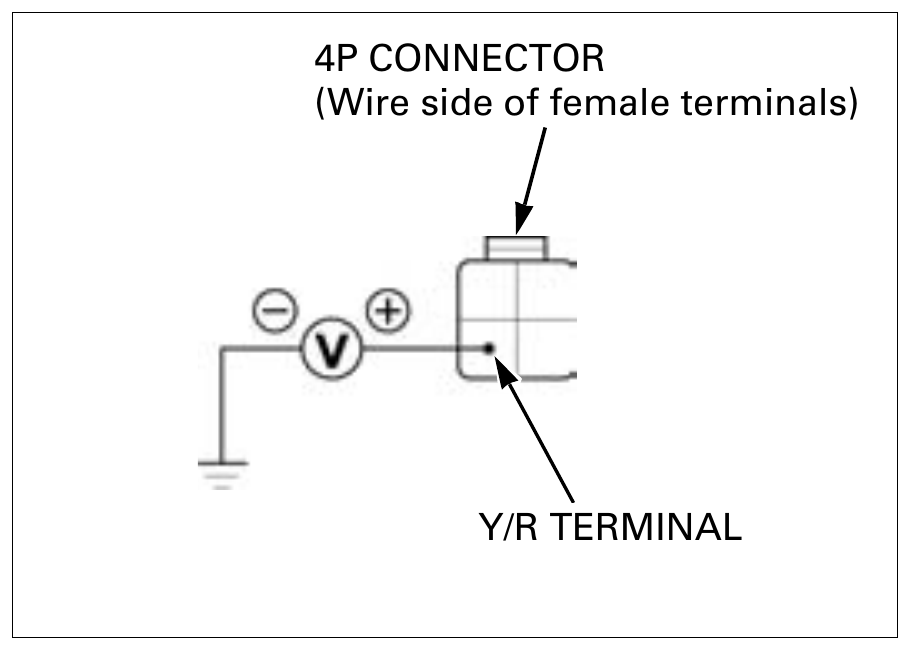 4P CONNECTOR
(Wire side of female terminals)
− +
V
Y/R TERMINAL